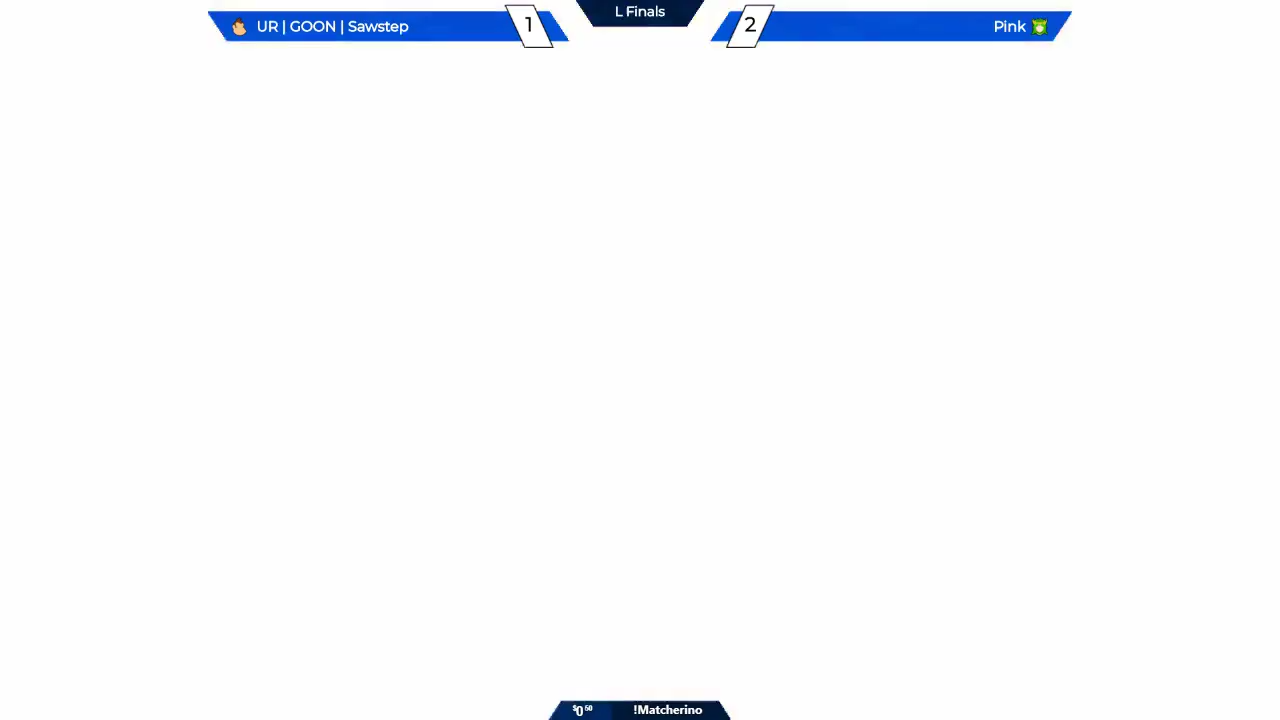 UR | GOON | Sawstep
1
L Finals
2
Pink
$0 50
!Matcherino